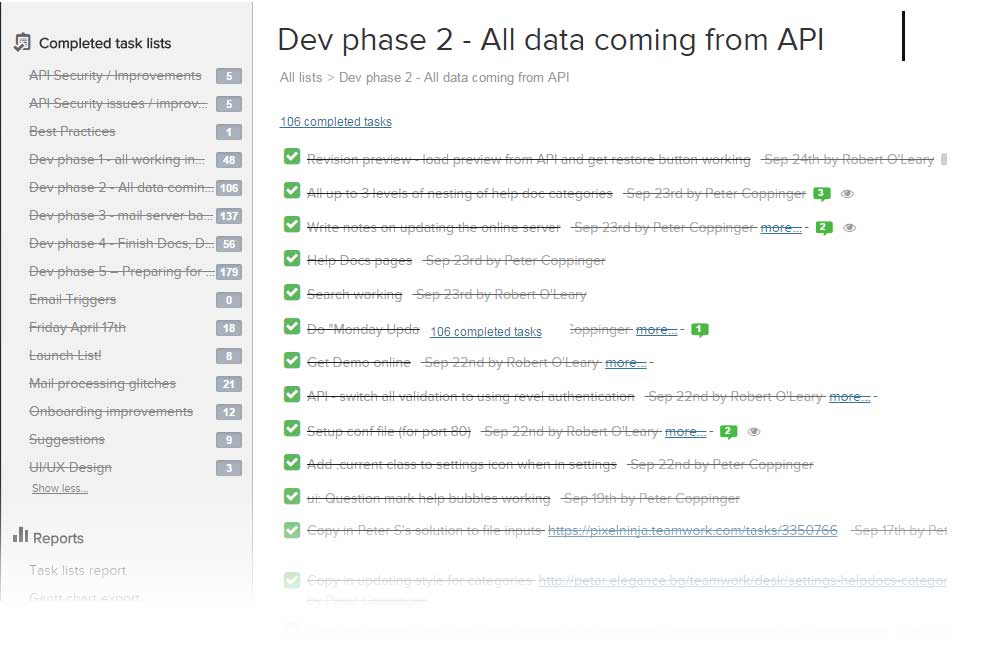 Completed task lists
API Security / Improvements 5
API Security issues / improv... 5
Best Practices 1
Dev phase 1 - all working in... 48
Dev phase 2 - All data comin... 106
Dev phase 3 - mail server ba... 137
Dev phase 4 - Finish Docs, D... 56
Dev phase 5 – Preparing for ... 179
Email Triggers 0
Friday April 17th 18
Launch List! 8
Mail processing glitches 21
Onboarding improvements 12
Suggestions 9
UI/UX Design 3
Show less...
Reports
Task lists report
Gantt chart export
Dev phase 2 - All data coming from API
All lists > Dev phase 2 - All data coming from API
106 completed tasks
Revision preview - load preview from API and get restore button working - Sep 24th by Robert O'Leary
All up to 3 levels of nesting of help doc categories - Sep 23rd by Peter Coppinger 3
Write notes on updating the online server - Sep 23rd by Peter Coppinger more... - 2
Help Docs pages - Sep 23rd by Peter Coppinger
Search working - Sep 23rd by Robert O'Leary
Do "Monday Upda 106 completed tasks Coppinger more... - 1
Get Demo online - Sep 22nd by Robert O'Leary more... -
API - switch all validation to using revel authentication - Sep 22nd by Robert O'Leary more... -
Setup conf file (for port 80) - Sep 22nd by Robert O'Leary more... - 2
Add .current class to settings icon when in settings - Sep 22nd by Peter Coppinger
ui: Question mark help bubbles working - Sep 19th by Peter Coppinger
Copy in Peter S's solution to file inputs https://pixelninja.teamwork.com/tasks/3350766 - Sep 17th by Pet
Copy in updating style for categories http://petar.elegance.bg/teamwork/desk/settings-helpdocs-categor
by Peter Coppinger